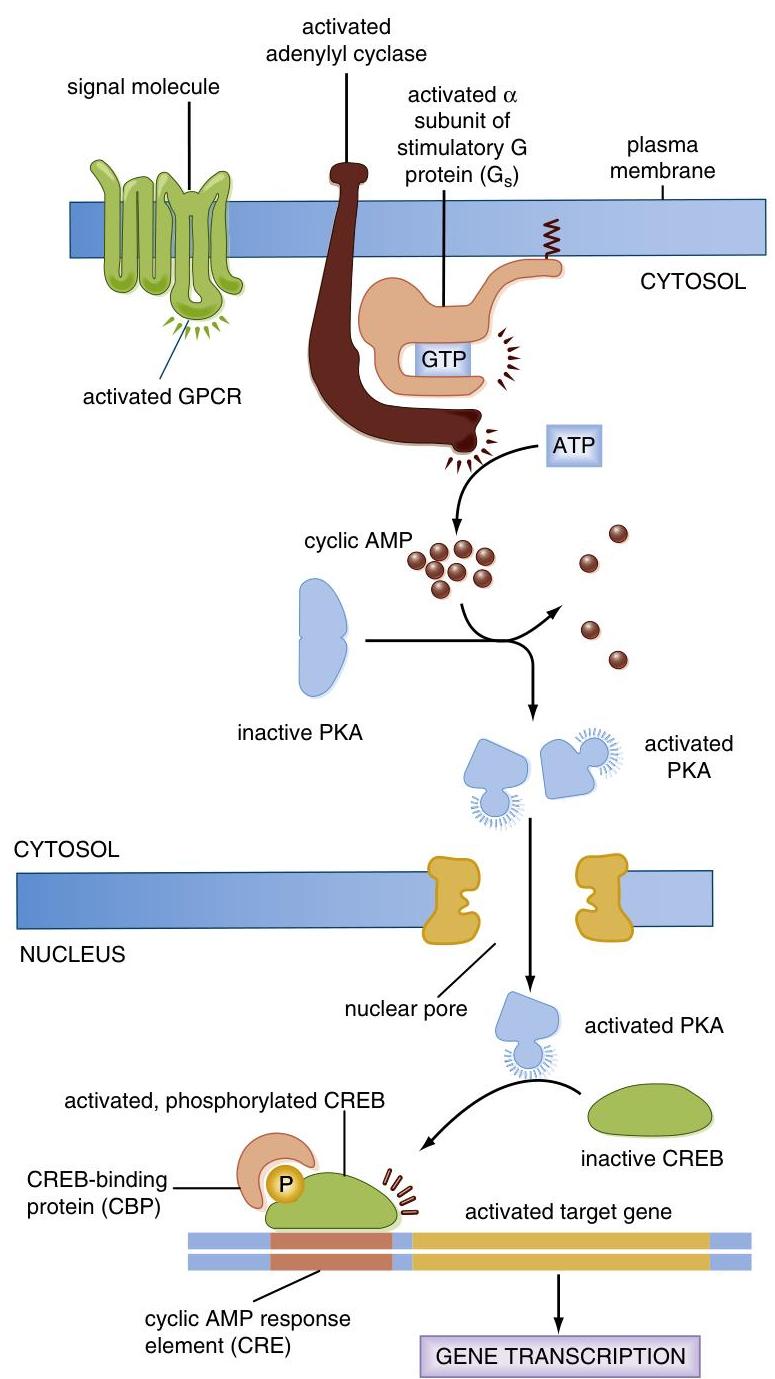 activated
adenylyl cyclase
signal molecule
activated α
subunit of
stimulatory G
protein (Gs)
plasma
membrane
CYTOSOL
GTP
activated GPCR
ATP
cyclic AMP
inactive PKA
activated
PKA
CYTOSOL
NUCLEUS
nuclear pore
activated PKA
activated, phosphorylated CREB
inactive CREB
CREB-binding
protein (CBP)
P
activated target gene
cyclic AMP response
element (CRE)
GENE TRANSCRIPTION